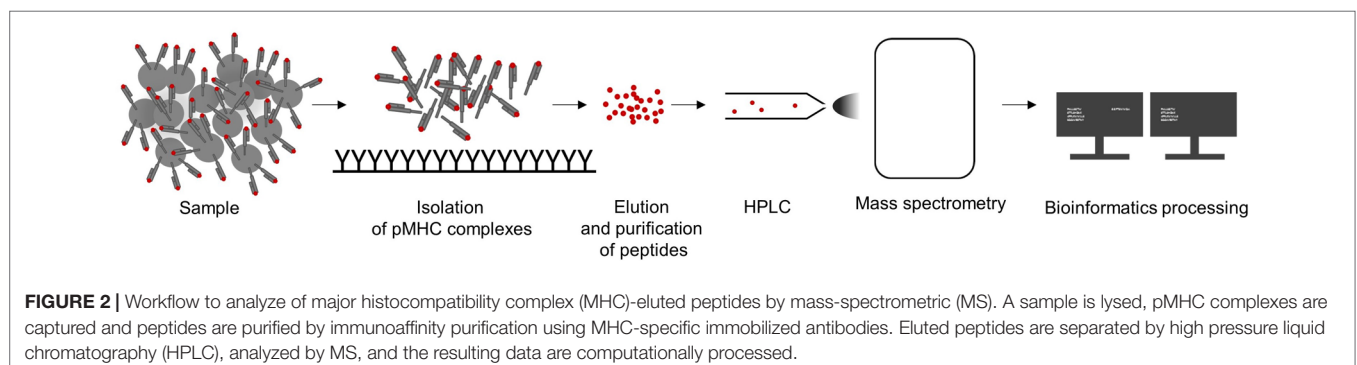 Sample
Isolation
of pMHC complexes
Elution
and purification
of peptides
HPLC
Mass spectrometry
Bioinformatics processing
FIGURE 2 | Workflow to analyze of major histocompatibility complex (MHC)-eluted peptides by mass-spectrometric (MS). A sample is lysed, pMHC complexes are
captured and peptides are purified by immunoaffinity purification using MHC-specific immobilized antibodies. Eluted peptides are separated by high pressure liquid
chromatography (HPLC), analyzed by MS, and the resulting data are computationally processed.